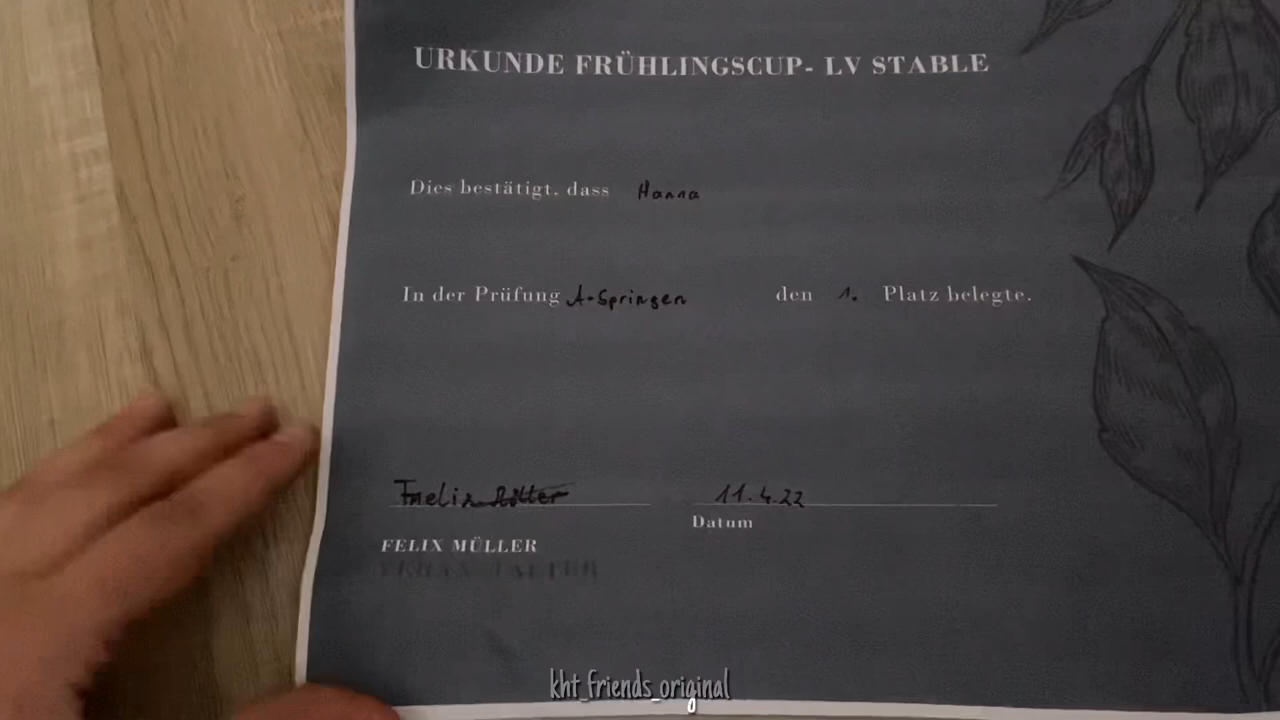 URKUNDE FRÜHLINGSCUP- LV STABLE
Dies bestätigt, dass Hanna
In der Prüfung A-Springen den 1. Platz belegte.
11.4.22
Datum
FELIX MÜLLER
kht_friends_original